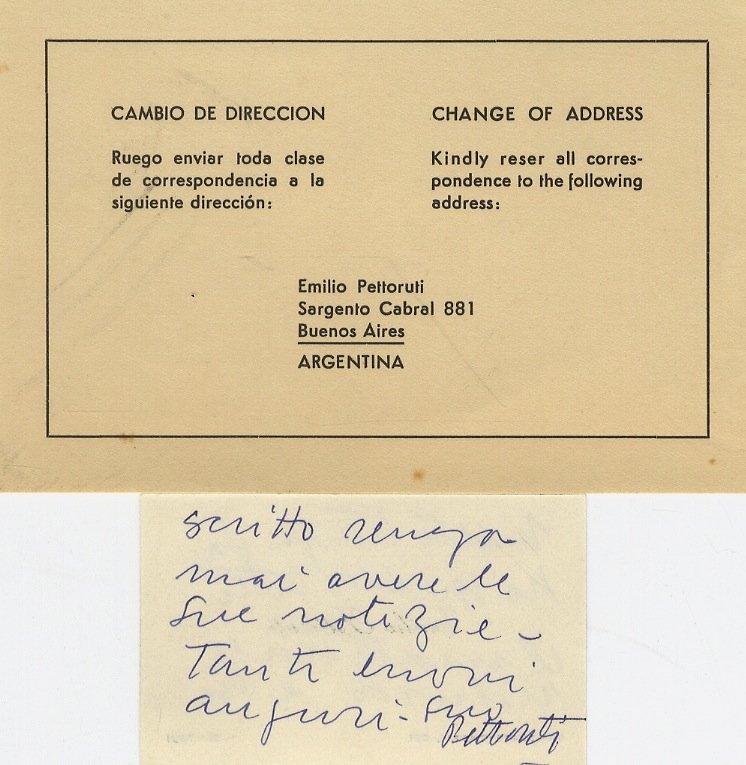 CAMBIO DE DIRECCION
Ruego enviar toda clase
de correspondencia a la
siguiente dirección:
CHANGE OF ADDRESS
Kindly reser all corres-
pondence to the following
address:
Emilio Pettoruti
Sargento Cabral 881
Buenos Aires
ARGENTINA
scritto senza
mai avere le
sue notizie -
Tanti buoni
auguri - suo
Pettoruti